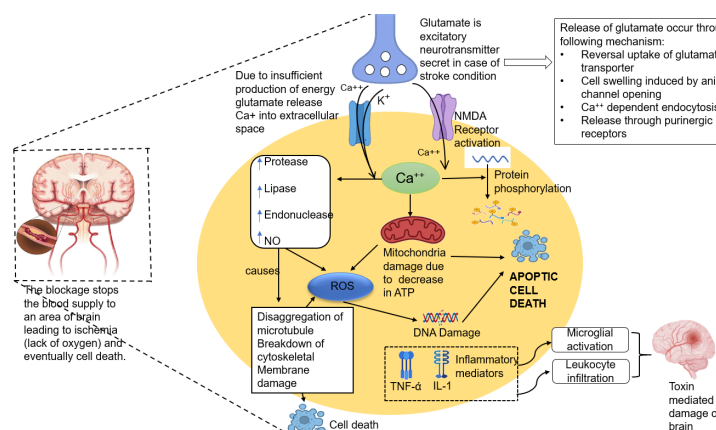 Glutamate is
excitatory
neurotransmitter
secret in case of
stroke condition
Release of glutamate occur
following mechanism:
• Reversal uptake of
transporter
• Cell swelling induced by
channel opening
• Ca++ dependent endocytosis
• Release through purinergic
receptors
Due to insufficient
production of energy
glutamate release
Ca+ into extracellular
space
Ca++
K+
NMDA
Receptor
activation
Ca++
Protease
Lipase
Endonuclease
NO
Ca++
Protein
phosphorylation
causes
ROS
Mitochondria
damage due
to decrease
in ATP
APOPTIC
CELL
DEATH
The blockage stops
the blood supply to
an area of brain
leading to ischemia
(lack of oxygen) and
eventually cell death.
Disaggregation of
microtubule
Breakdown of
cytoskeletal
Membrane
damage
DNA Damage
TNF-ά
IL-1
Inflammatory
mediators
Microglial
activation
Leukocyte
infiltration
Toxin
mediated
damage
brain
Cell death